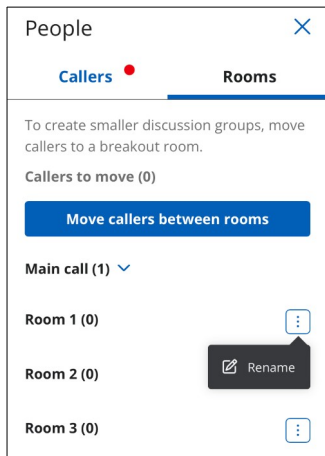 People
Callers
Rooms
To create smaller discussion groups, move
callers to a breakout room.
Callers to move (0)
Move callers between rooms
Main call (1)
Room 1 (0)
Rename
Room 2 (0)
Room 3 (0)